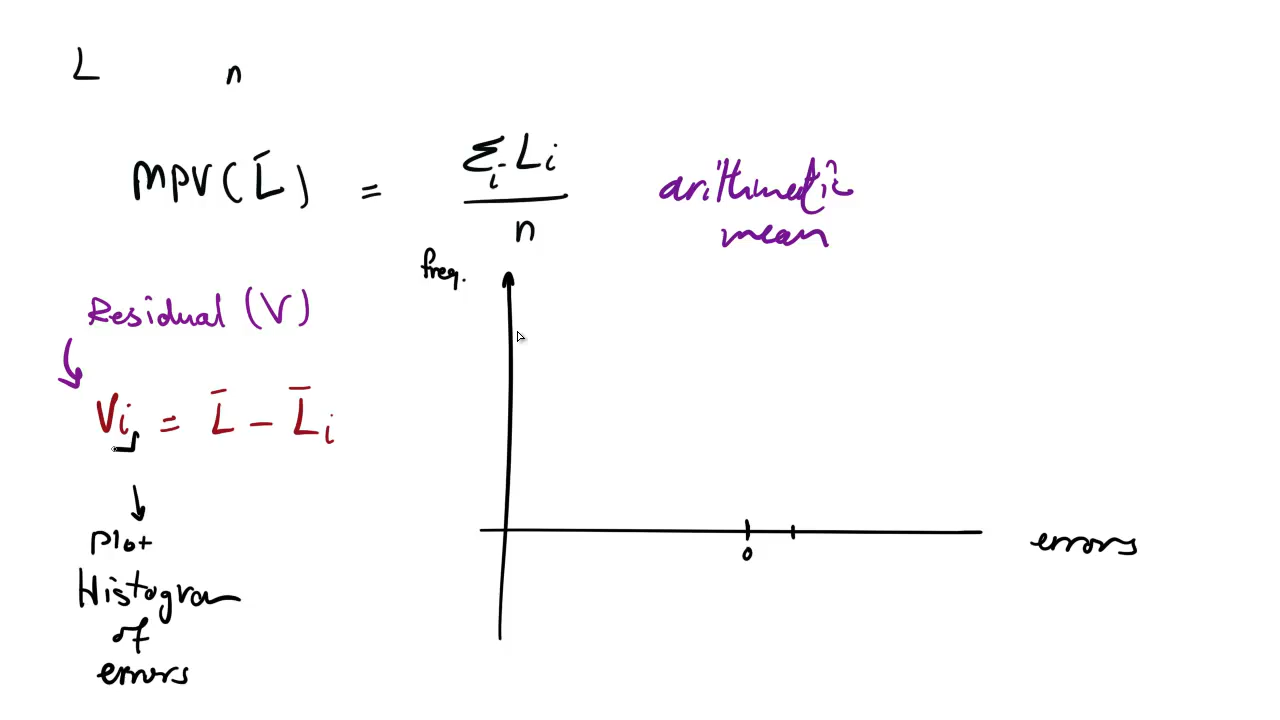 L n
MPV(L̄) = Σᵢ Lᵢ / n
arithmetic
mean
freq.
Residual (V)
Vᵢ = L̄ - L̄ᵢ
Plot
Histogram
of
errors
0
errors